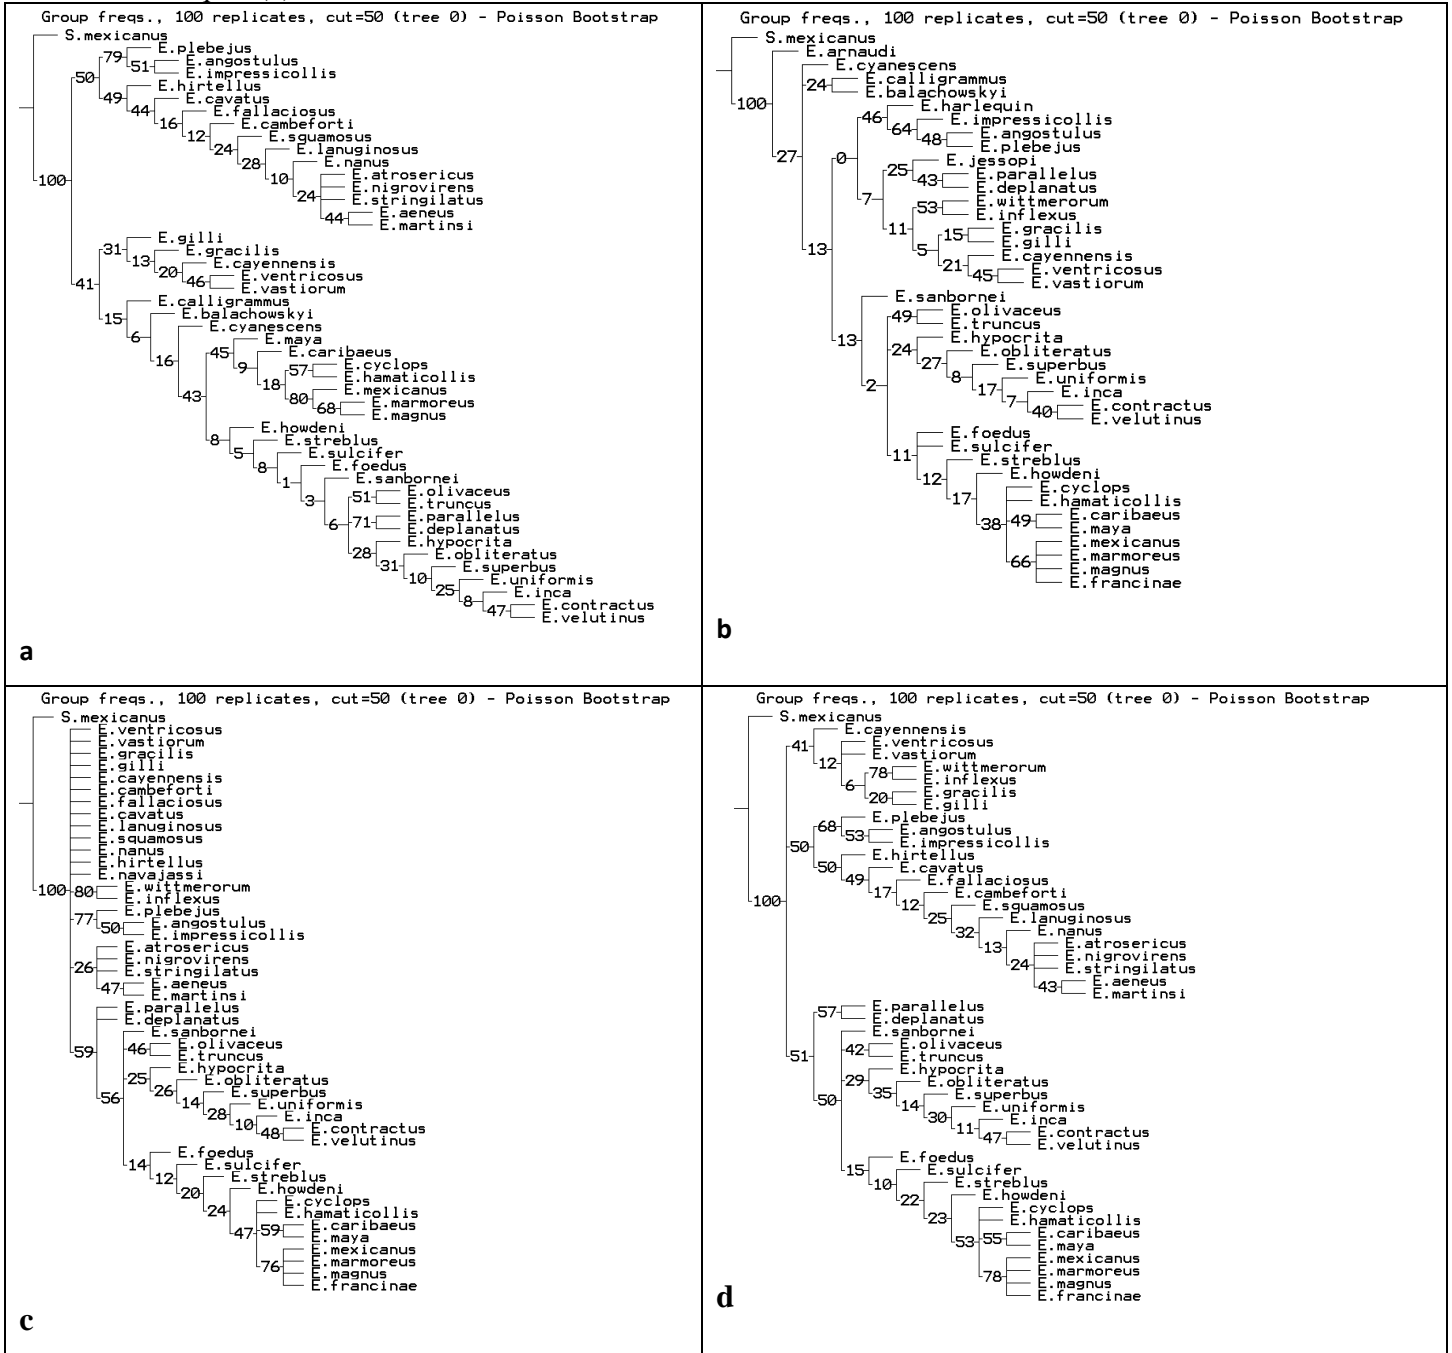 Group freqs., 100 replicates, cut=50 (tree 0) - Poisson Bootstrap
S.mexicanus
E.plebejus
79
E.angostulus
51
E.impressicollis
50
E.hirtellus
49
E.cavatus
44
E.fallaciosus
16
E.cambeforti
12
E.squamosus
24
E.lanuginosus
28
E.nanus
10
E.atrosericus
100
E.nigrovirens
24
E.stringilatus
E.aeneus
44
E.martinsi
E.gilli
31
E.gracilis
13
E.cayennensis
20
E.ventricosus
46
E.vastiorum
41
E.calligrammus
15
E.balachowskyi
6
E.cyanescens
16
E.maya
45
E.caribaeus
9
E.cyclops
57
E.hamaticollis
18
E.mexicanus
80
E.marmoreus
68
E.magnus
43
E.howdeni
8
E.streblus
5
E.sulcifer
8
E.foedus
1
E.sanbornei
3
E.olivaceus
51
E.truncus
6
E.parallelus
71
E.deplanatus
E.hypocrita
28
E.obliteratus
31
E.superbus
10
E.uniformis
25
E.inca
8
E.contractus
47
E.velutinus
a
Group freqs., 100 replicates, cut=50 (tree 0) - Poisson Bootstrap
S.mexicanus
E.arnaudi
E.cyanescens
E.calligrammus
24
E.balachowskyi
100
E.harlequin
46
E.impressicollis
64
E.angostulus
48
E.plebejus
27
0
E.jessopi
25
E.parallelus
43
E.deplanatus
7
E.wittmerorum
53
E.inflexus
11
E.gracilis
15
E.gilli
5
E.cayennensis
21
E.ventricosus
45
E.vastiorum
13
E.sanbornei
E.olivaceus
49
E.truncus
13
E.hypocrita
24
E.obliteratus
27
E.superbus
8
E.uniformis
17
E.inca
7
E.contractus
40
E.velutinus
2
E.foedus
E.sulcifer
11
E.streblus
12
E.howdeni
17
E.cyclops
E.hamaticollis
38
E.caribaeus
49
E.maya
E.mexicanus
E.marmoreus
66
E.magnus
E.francinae
b
Group freqs., 100 replicates, cut=50 (tree 0) - Poisson Bootstrap
S.mexicanus
E.ventricosus
E.vastiorum
E.gracilis
E.gilli
E.cayennensis
E.cambeforti
E.fallaciosus
E.cavatus
E.lanuginosus
E.squamosus
E.nanus
E.hirtellus
E.navajassi
100
E.wittmerorum
80
E.inflexus
E.plebejus
77
E.angostulus
50
E.impressicollis
E.atrosericus
E.nigrovirens
26
E.stringilatus
E.aeneus
47
E.martinsi
E.parallelus
E.deplanatus
59
E.sanbornei
E.olivaceus
46
E.truncus
E.hypocrita
25
E.obliteratus
26
E.superbus
14
E.uniformis
28
E.inca
10
E.contractus
48
E.velutinus
56
E.foedus
14
E.sulcifer
12
E.streblus
20
E.howdeni
24
E.cyclops
E.hamaticollis
47
E.caribaeus
59
E.maya
E.mexicanus
E.marmoreus
76
E.magnus
E.francinae
c
Group freqs., 100 replicates, cut=50 (tree 0) - Poisson Bootstrap
S.mexicanus
E.cayennensis
41
E.ventricosus
E.vastiorum
12
E.wittmerorum
78
E.inflexus
6
E.gracilis
20
E.gilli
E.plebejus
68
E.angostulus
53
E.impressicollis
50
E.hirtellus
50
E.cavatus
49
E.fallaciosus
17
E.cambeforti
12
E.squamosus
25
E.lanuginosus
32
E.nanus
13
E.atrosericus
E.nigrovirens
24
E.stringilatus
E.aeneus
43
E.martinsi
100
E.parallelus
57
E.deplanatus
51
E.sanbornei
E.olivaceus
42
E.truncus
E.hypocrita
29
E.obliteratus
35
E.superbus
14
E.uniformis
30
E.inca
11
E.contractus
47
E.velutinus
50
E.foedus
15
E.sulcifer
10
E.streblus
22
E.howdeni
23
E.cyclops
E.hamaticollis
53
E.caribaeus
55
E.maya
E.mexicanus
E.marmoreus
78
E.magnus
E.francinae
d